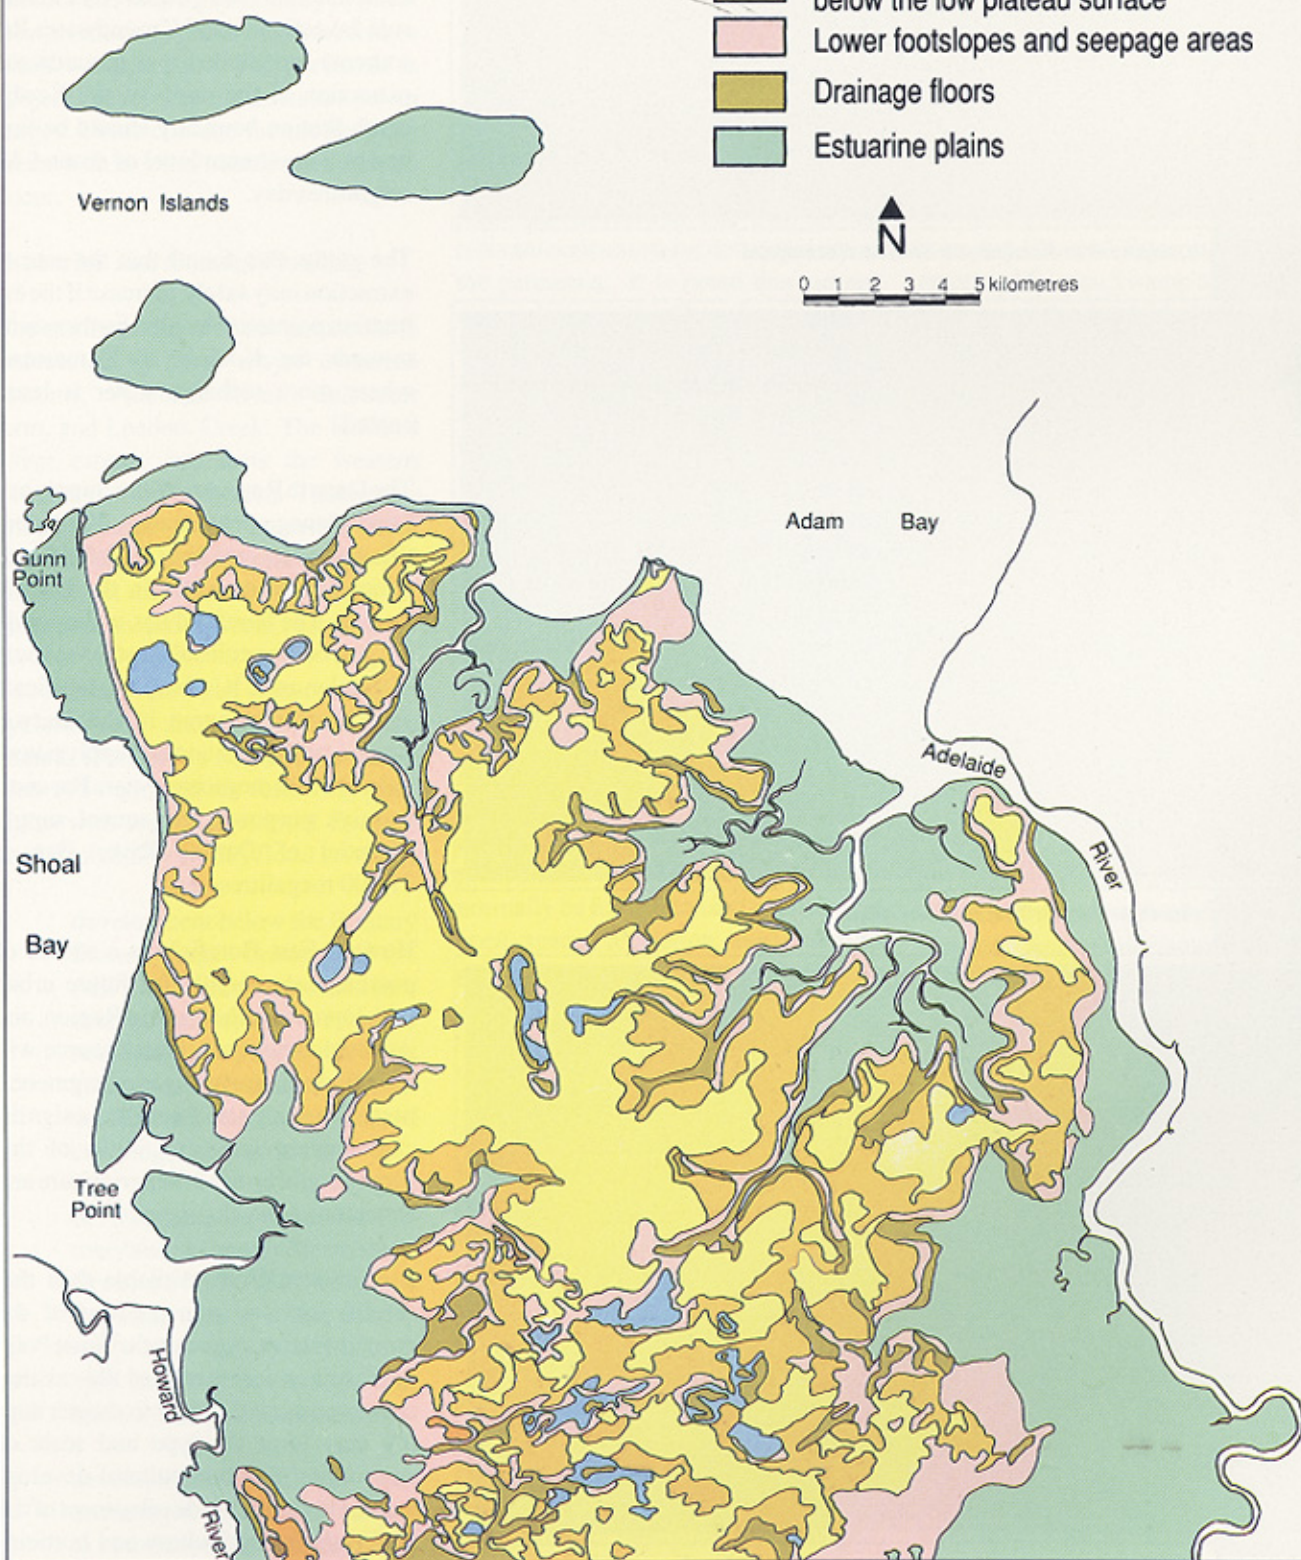 below the low plateau surface
Lower footslopes and seepage areas
Drainage floors
Estuarine plains
Vernon Islands
N
0 1 2 3 4 5 kilometres
Adam Bay
Gunn
Point
Adelaide
River
Shoal
Bay
Tree
Point
Howard
River